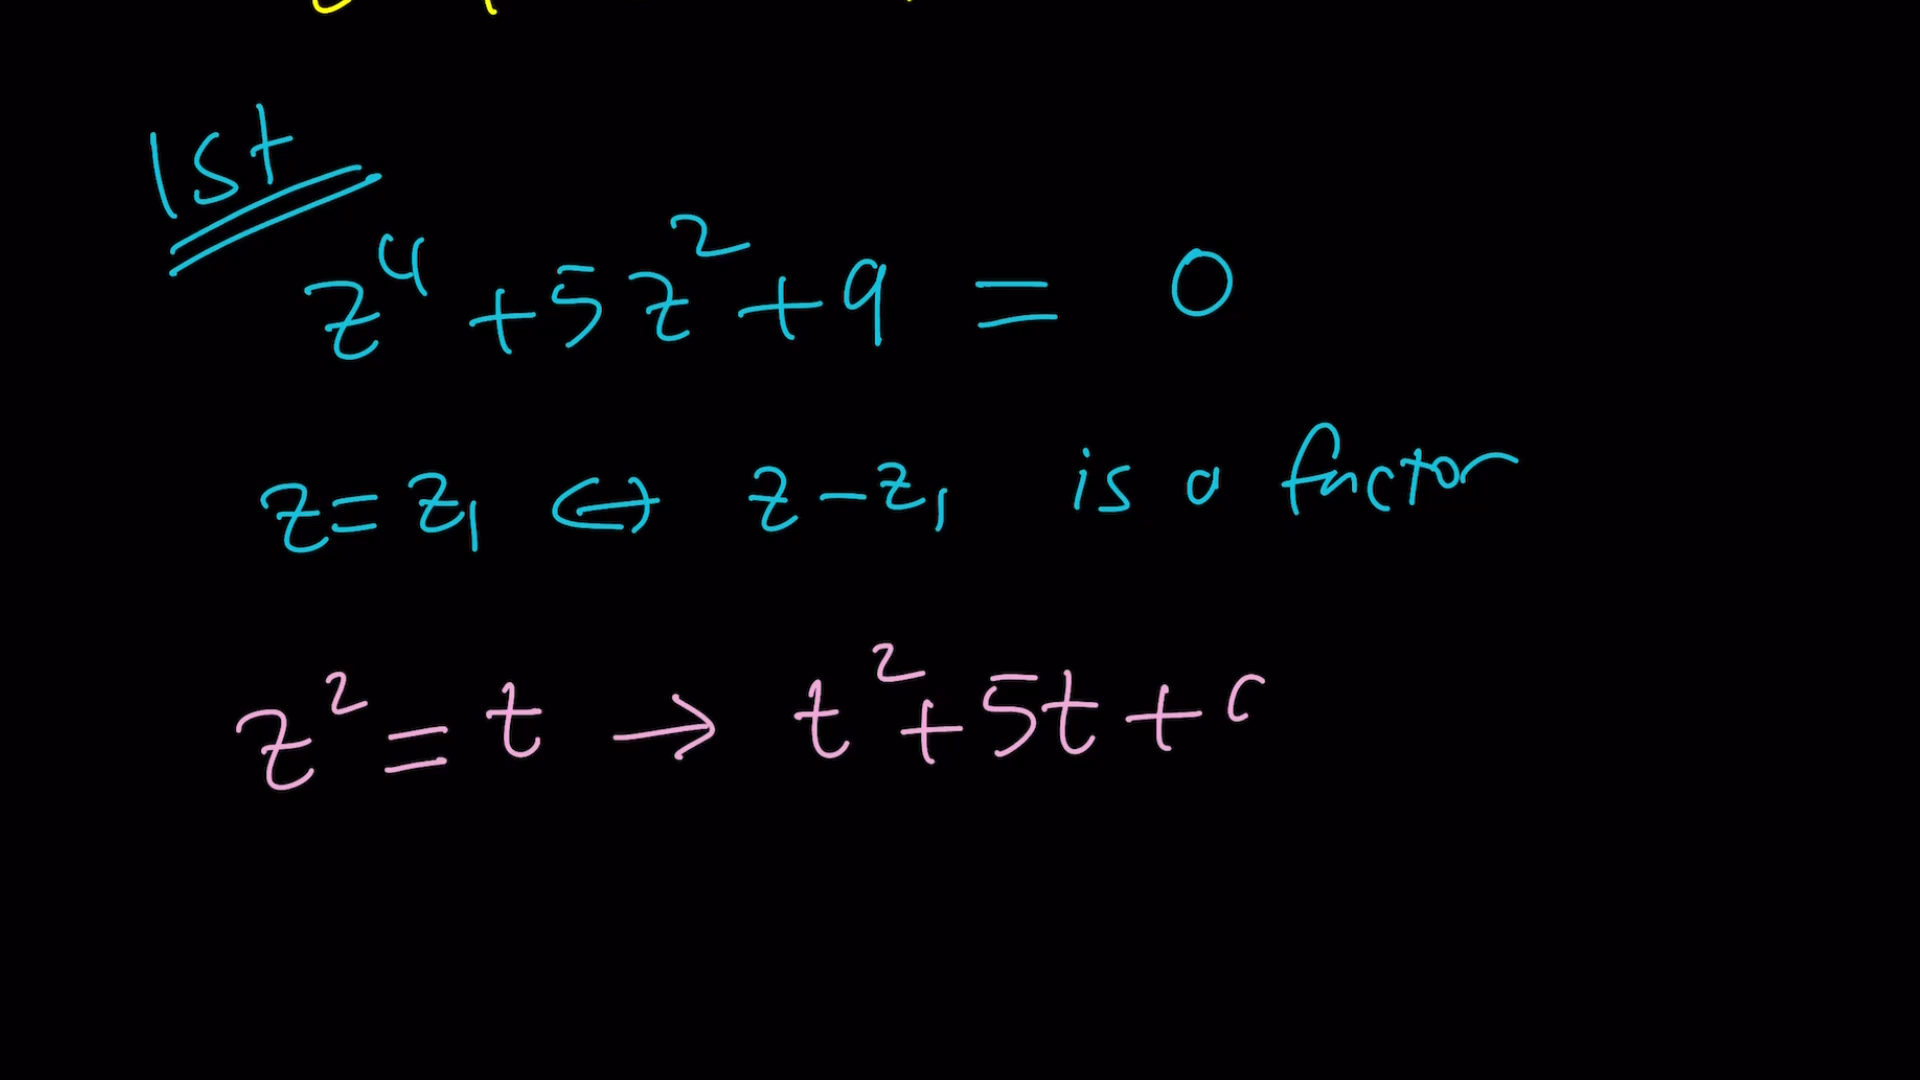 1st
z⁴ + 5z² + 9 = 0
z = z₁ ↔ z - z₁ is a factor
z² = t → t² + 5t +